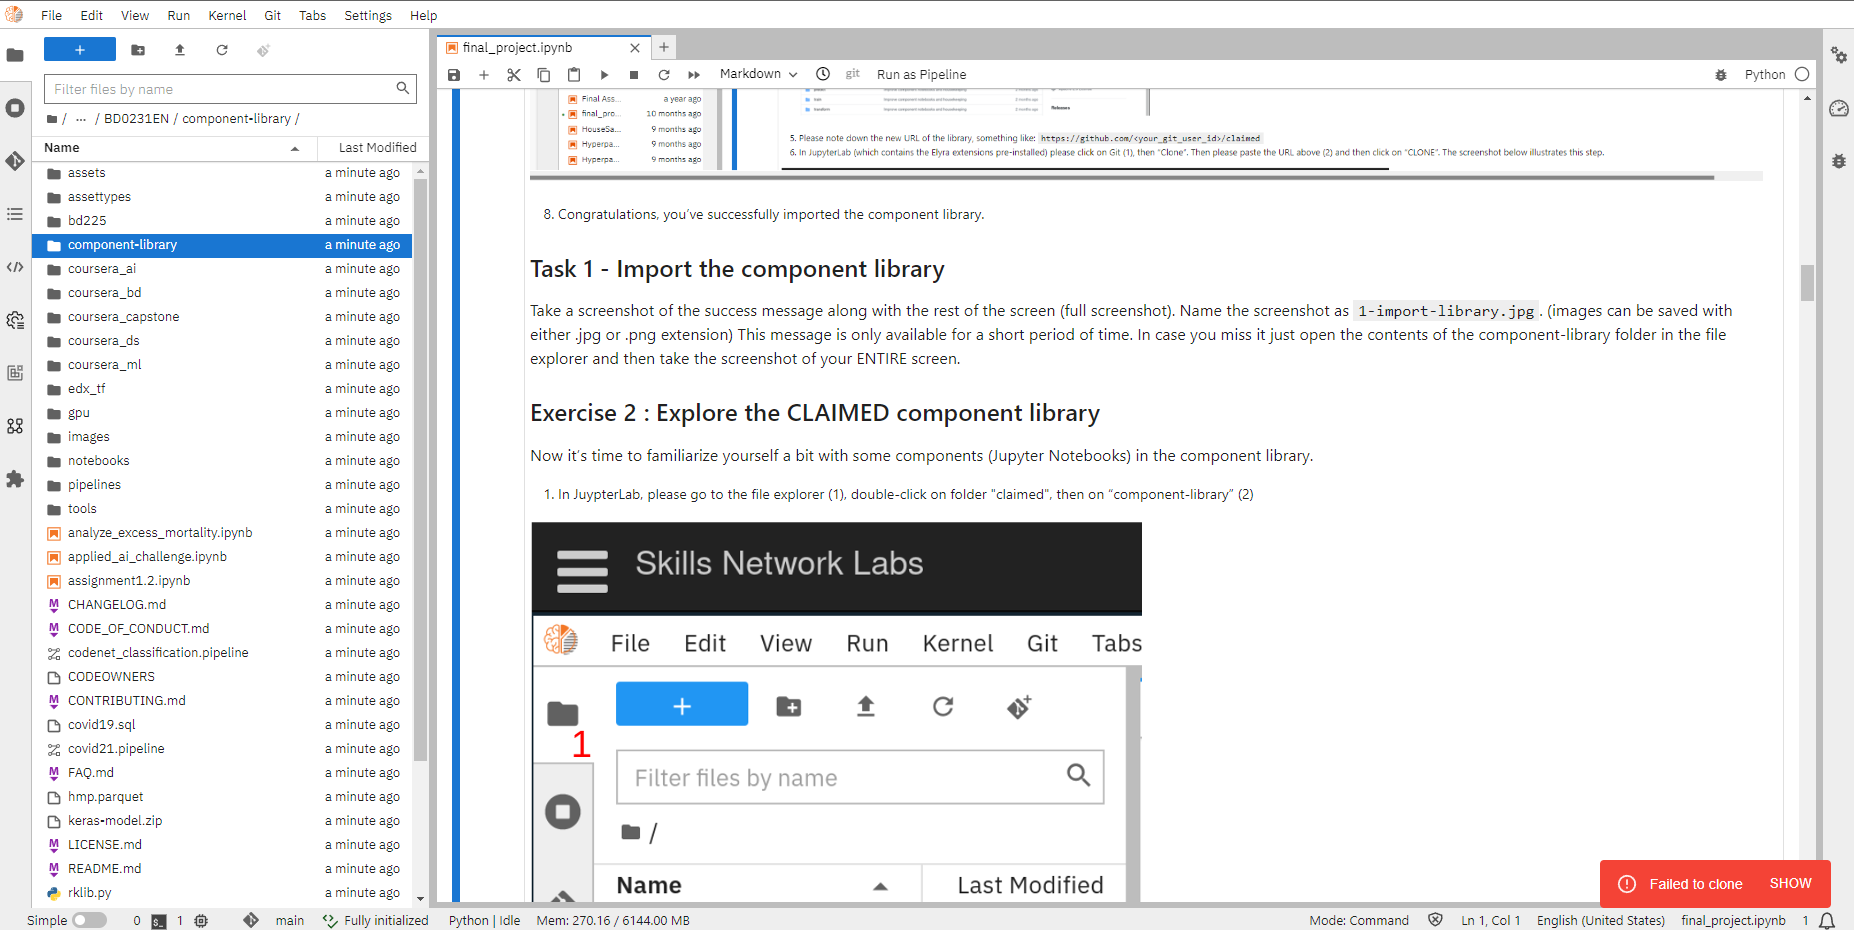 File Edit View Run Kernel Git Tabs Settings Help
+
Filter files by name
/ ... / BD0231EN / component-library /
Name Last Modified
assets a minute ago
assettypes a minute ago
bd225 a minute ago
component-library a minute ago
coursera_ai a minute ago
coursera_bd a minute ago
coursera_capstone a minute ago
coursera_ds a minute ago
coursera_ml a minute ago
edx_tf a minute ago
gpu a minute ago
images a minute ago
notebooks a minute ago
pipelines a minute ago
tools a minute ago
analyze_excess_mortality.ipynb a minute ago
applied_ai_challenge.ipynb a minute ago
assignment1.2.ipynb a minute ago
CHANGELOG.md a minute ago
CODE_OF_CONDUCT.md a minute ago
codenet_classification.pipeline a minute ago
CODEOWNERS a minute ago
CONTRIBUTING.md a minute ago
covid19.sql a minute ago
covid21.pipeline a minute ago
FAQ.md a minute ago
hmp.parquet a minute ago
keras-model.zip a minute ago
LICENSE.md a minute ago
README.md a minute ago
rklib.py a minute ago
final_project.ipynb
Markdown git Run as Pipeline Python
Final Ass... a year ago
final_pro... 10 months ago
HouseSa... 9 months ago
Hyperpa... 9 months ago
Hyperpa... 9 months ago
Releases
5. Please note down the new URL of the library, something like: https://github.com/<your_git_user_id>/claimed
6. In JupyterLab (which contains the Elyra extensions pre-installed) please click on Git (1), then "Clone". Then please paste the URL above (2) and then click on "CLONE". The screenshot below illustrates this step.
8. Congratulations, you've successfully imported the component library.
Task 1 - Import the component library
Take a screenshot of the success message along with the rest of the screen (full screenshot). Name the screenshot as 1-import-library.jpg . (images can be saved with
either .jpg or .png extension) This message is only available for a short period of time. In case you miss it just open the contents of the component-library folder in the file
explorer and then take the screenshot of your ENTIRE screen.
Exercise 2 : Explore the CLAIMED component library
Now it's time to familiarize yourself a bit with some components (Jupyter Notebooks) in the component library.
1. In JuypterLab, please go to the file explorer (1), double-click on folder "claimed", then on “component-library” (2)
Skills Network Labs
File Edit View Run Kernel Git Tabs
+
1
Filter files by name
/
Name Last Modified
Failed to clone SHOW
Simple 0 1 main Fully initialized Python | Idle Mem: 270.16 / 6144.00 MB Mode: Command Ln 1, Col 1 English (United States) final_project.ipynb 1